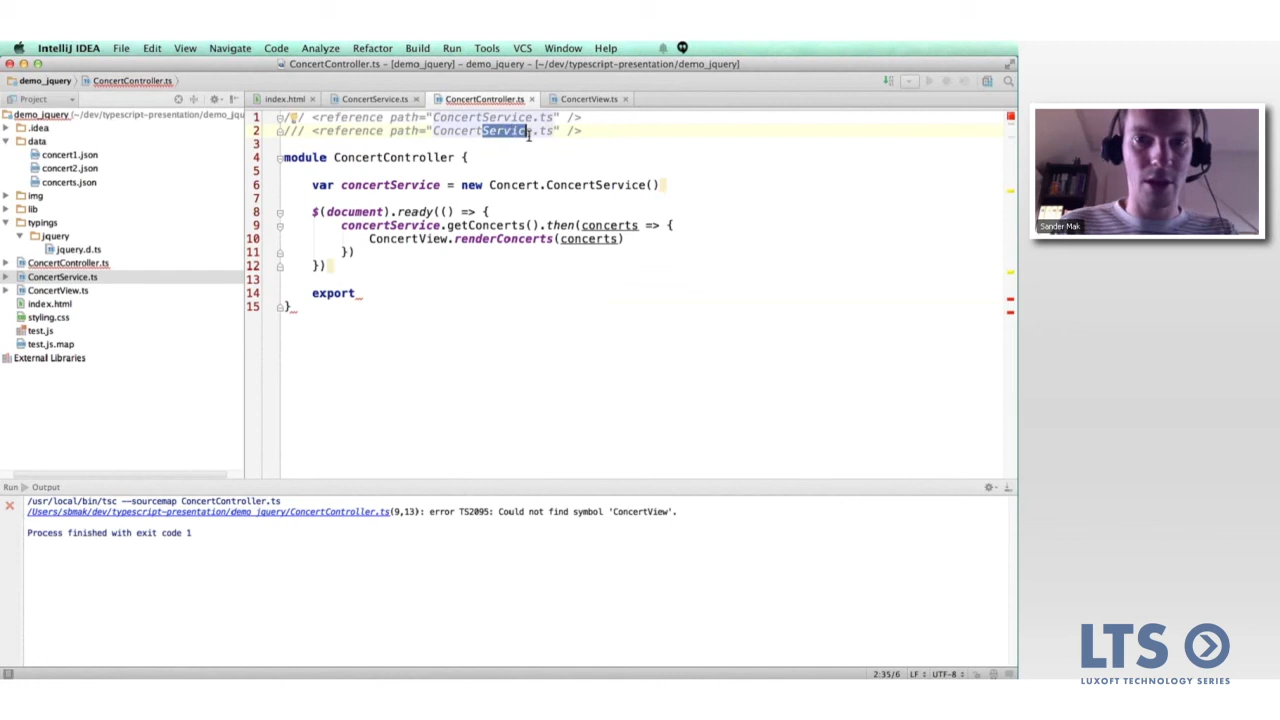 IntelliJ IDEA File Edit View Navigate Code Analyze Refactor Build Run Tools VCS Window Help
ConcertController.ts - [demo_jquery] - demo_jquery - [~/dev/typescript-presentation/demo_jquery]
demo_jquery ConcertController.ts
Project index.html ConcertService.ts ConcertController.ts ConcertView.ts
demo_jquery (~/dev/typescript-presentation/demo_jqu
.idea
data
concert1.json
concert2.json
concerts.json
img
lib
typings
jquery
jquery.d.ts
ConcertController.ts
ConcertService.ts
ConcertView.ts
index.html
styling.css
test.js
test.js.map
External Libraries
1 /// <reference path="ConcertService.ts" />
2 /// <reference path="ConcertService.ts" />
3
4 module ConcertController {
5
6 var concertService = new Concert.ConcertService()
7
8 $(document).ready(() => {
9 concertService.getConcerts().then(concerts => {
10 ConcertView.renderConcerts(concerts)
11 })
12 })
13
14 export
15 }
Run Output
/usr/local/bin/tsc --sourcemap ConcertController.ts
/Users/sbmak/dev/typescript-presentation/demo_jquery/ConcertController.ts(9,13): error TS2095: Could not find symbol 'ConcertView'.
Process finished with exit code 1
2:35/6 LF UTF-8
Sander Mak
LTS
LUXOFT TECHNOLOGY SERIES